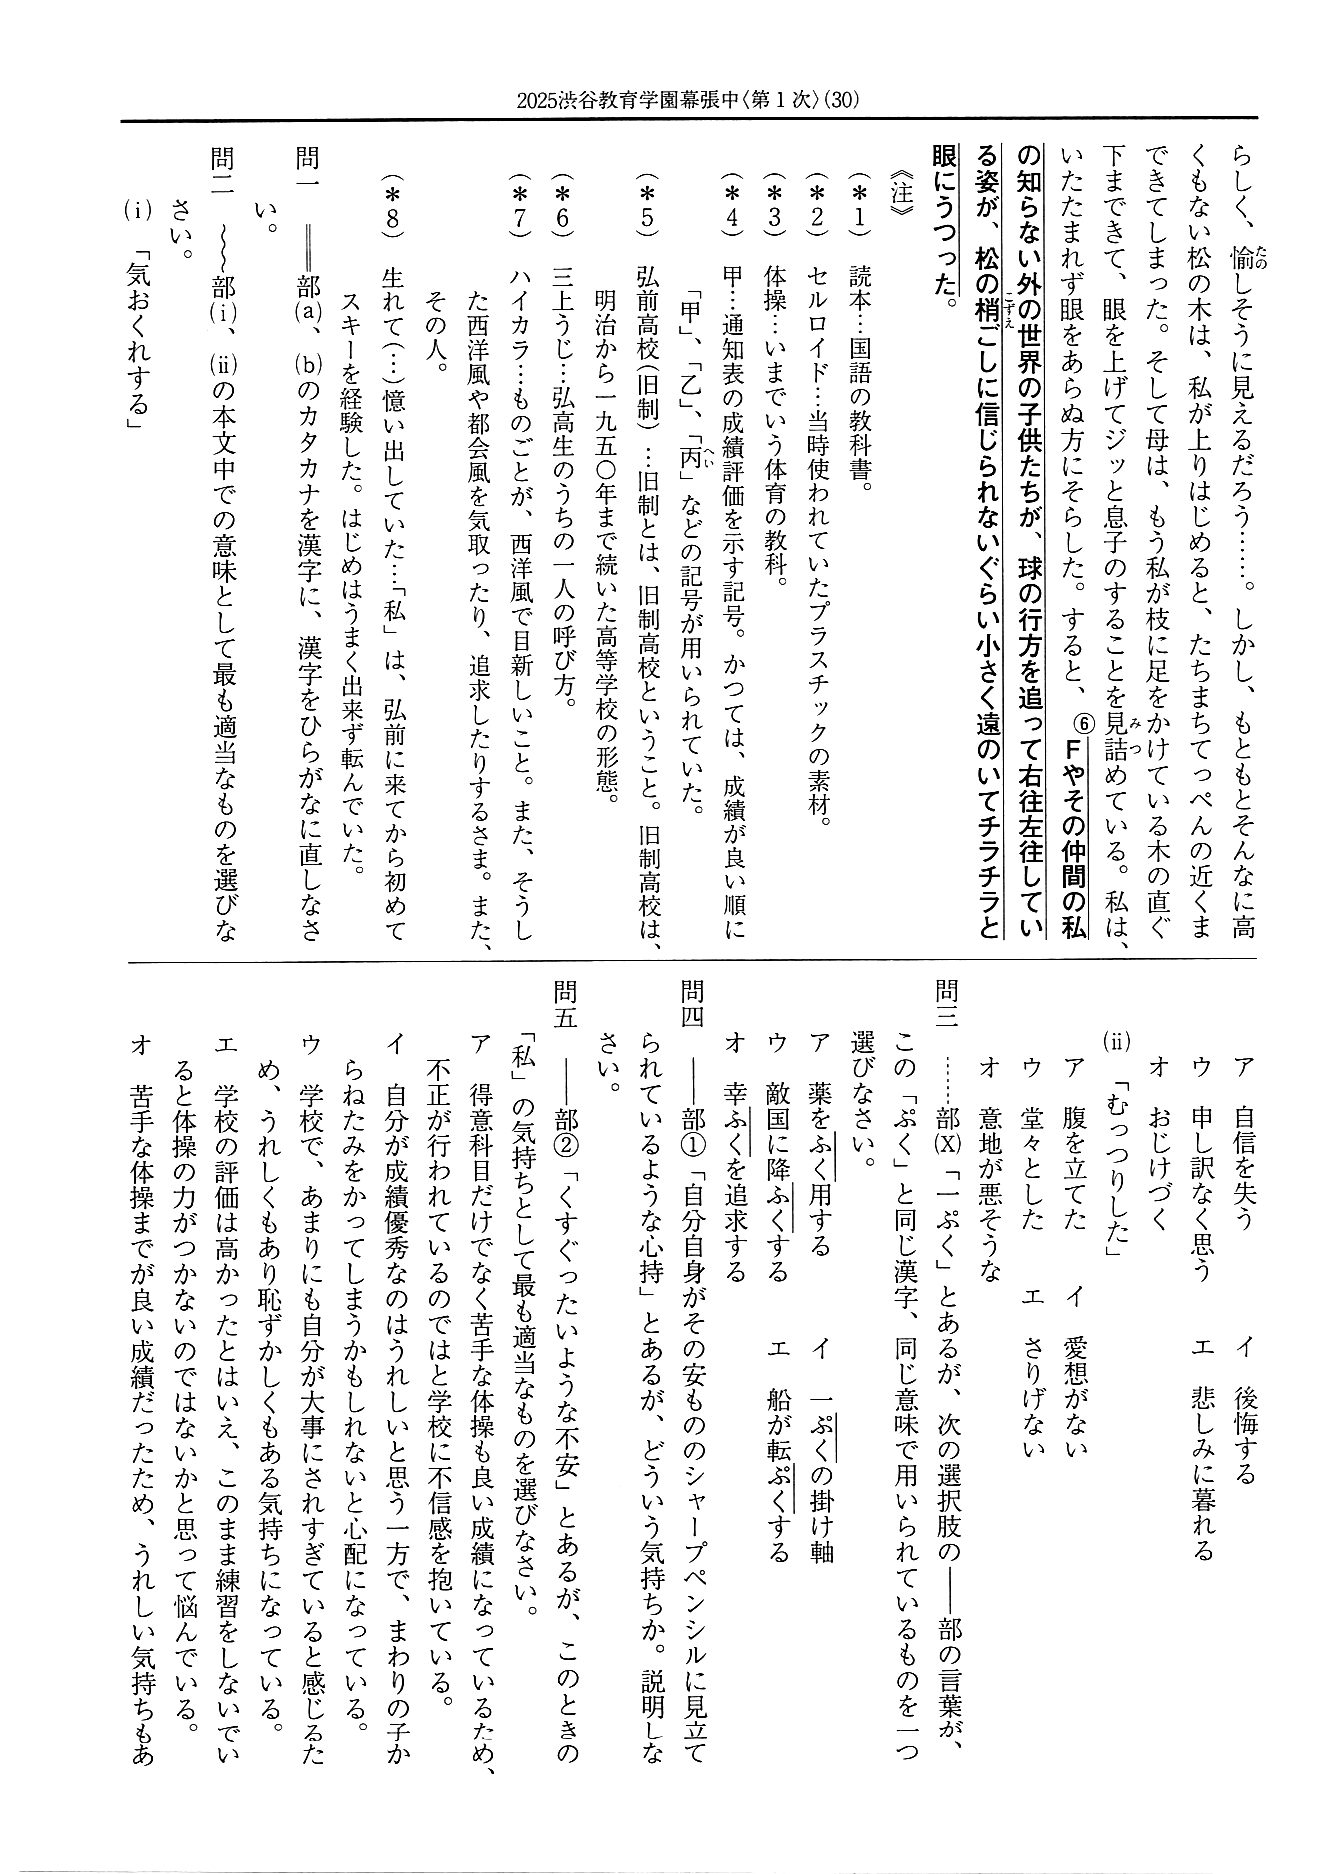 2025渋谷教育学園幕張中〈第1次〉(30)
らしく、愉しそうに見えるだろう……。しかし、もともとそんなに高
くもない松の木は、私が上りはじめると、たちまちてっぺんの近くま
できてしまった。そして母は、もう私が枝に足をかけている木の直ぐ
下まできて、眼を上げてジッと息子のすることを見詰めている。私は、
いたたまれず眼をあらぬ方にそらした。すると、⑥Fやその仲間の私
の知らない外の世界の子供たちが、球の行方を追って右往左往してい
る姿が、松の梢ごしに信じられないぐらい小さく遠のいてチラチラと
眼にうつった。
《注》
(*1) 読本…国語の教科書。
(*2) セルロイド…当時使われていたプラスチックの素材。
(*3) 体操…いまでいう体育の教科。
(*4) 甲…通知表の成績評価を示す記号。かつては、成績が良い順に
「甲」、「乙」、「丙」などの記号が用いられていた。
(*5) 弘前高校(旧制)…旧制とは、旧制高校ということ。旧制高校は、
明治から一九五〇年まで続いた高等学校の形態。
(*6) 三上うじ…弘高生のうちの一人の呼び方。
(*7) ハイカラ…ものごとが、西洋風で目新しいこと。また、そうし
た西洋風や都会風を気取ったり、追求したりするさま。また、
その人。
(*8) 生れて(…)憶い出していた…「私」は、弘前に来てから初めて
スキーを経験した。はじめはうまく出来ず転んでいた。
問一 ══部(a)、(b)のカタカナを漢字に、漢字をひらがなに直しなさ
い。
問二 〜〜部(i)、(ii)の本文中での意味として最も適当なものを選びな
さい。
(i) 「気おくれする」
ア 自信を失う イ 後悔する
ウ 申し訳なく思う エ 悲しみに暮れる
オ おじけづく
(ii) 「むっつりした」
ア 腹を立てた イ 愛想がない
ウ 堂々とした エ さりげない
オ 意地が悪そうな
問三 ……部(X)「一ぷく」とあるが、次の選択肢の――部の言葉が、
この「ぷく」と同じ漢字、同じ意味で用いられているものを一つ
選びなさい。
ア 薬をふく用する イ 一ぷくの掛け軸
ウ 敵国に降ふくする エ 船が転ぷくする
オ 幸ふくを追求する
問四 ――部①「自分自身がその安もののシャープペンシルに見立て
られているような心持」とあるが、どういう気持ちか。説明しな
さい。
問五 ――部②「くすぐったいような不安」とあるが、このときの
「私」の気持ちとして最も適当なものを選びなさい。
ア 得意科目だけでなく苦手な体操も良い成績になっているため、
不正が行われているのではと学校に不信感を抱いている。
イ 自分が成績優秀なのはうれしいと思う一方で、まわりの子か
らねたみをかってしまうかもしれないと心配になっている。
ウ 学校で、あまりにも自分が大事にされすぎていると感じるた
め、うれしくもあり恥ずかしくもある気持ちになっている。
エ 学校の評価は高かったとはいえ、このまま練習をしないでい
ると体操の力がつかないのではないかと思って悩んでいる。
オ 苦手な体操までが良い成績だったため、うれしい気持ちもあ